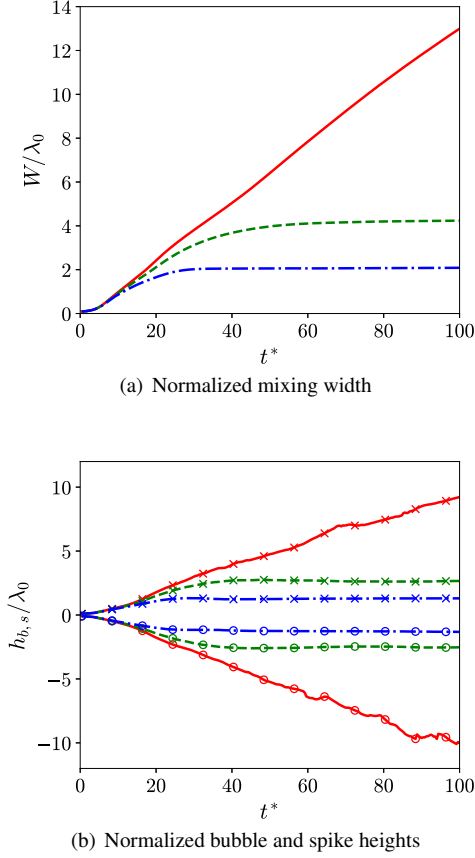 14
12
10
8
6
4
2
0
W/λ₀
0 20 40 60 80 100
t*
(a) Normalized mixing width
10
5
0
−5
−10
h_{b,s}/λ₀
0 20 40 60 80 100
t*
(b) Normalized bubble and spike heights